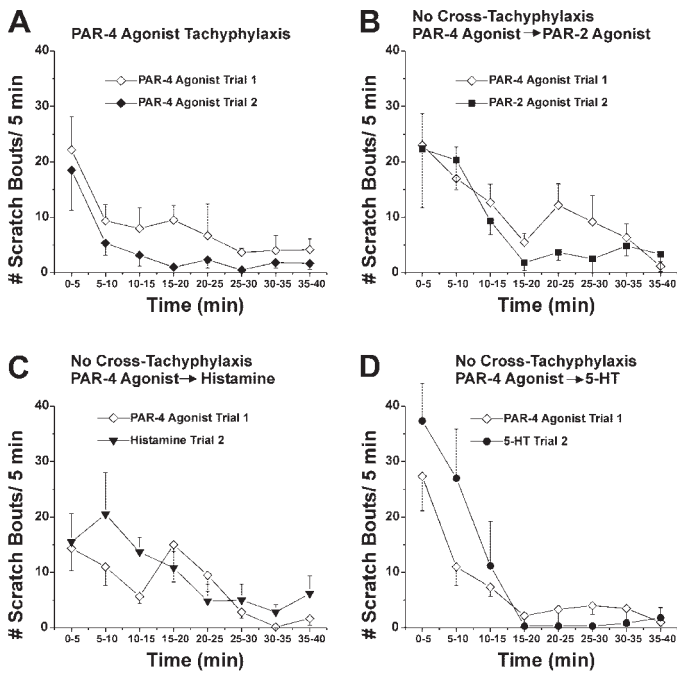 A
PAR-4 Agonist Tachyphylaxis
PAR-4 Agonist Trial 1
PAR-4 Agonist Trial 2
# Scratch Bouts/ 5 min
40
30
20
10
0
0-5 5-10 10-15 15-20 20-25 25-30 30-35 35-40
Time (min)
B
No Cross-Tachyphylaxis
PAR-4 Agonist → PAR-2 Agonist
PAR-4 Agonist Trial 1
PAR-2 Agonist Trial 2
# Scratch Bouts/ 5 min
40
30
20
10
0
0-5 5-10 10-15 15-20 20-25 25-30 30-35 35-40
Time (min)
C
No Cross-Tachyphylaxis
PAR-4 Agonist → Histamine
PAR-4 Agonist Trial 1
Histamine Trial 2
# Scratch Bouts/ 5 min
40
30
20
10
0
0-5 5-10 10-15 15-20 20-25 25-30 30-35 35-40
Time (min)
D
No Cross-Tachyphylaxis
PAR-4 Agonist → 5-HT
PAR-4 Agonist Trial 1
5-HT Trial 2
# Scratch Bouts/ 5 min
40
30
20
10
0
0-5 5-10 10-15 15-20 20-25 25-30 30-35 35-40
Time (min)